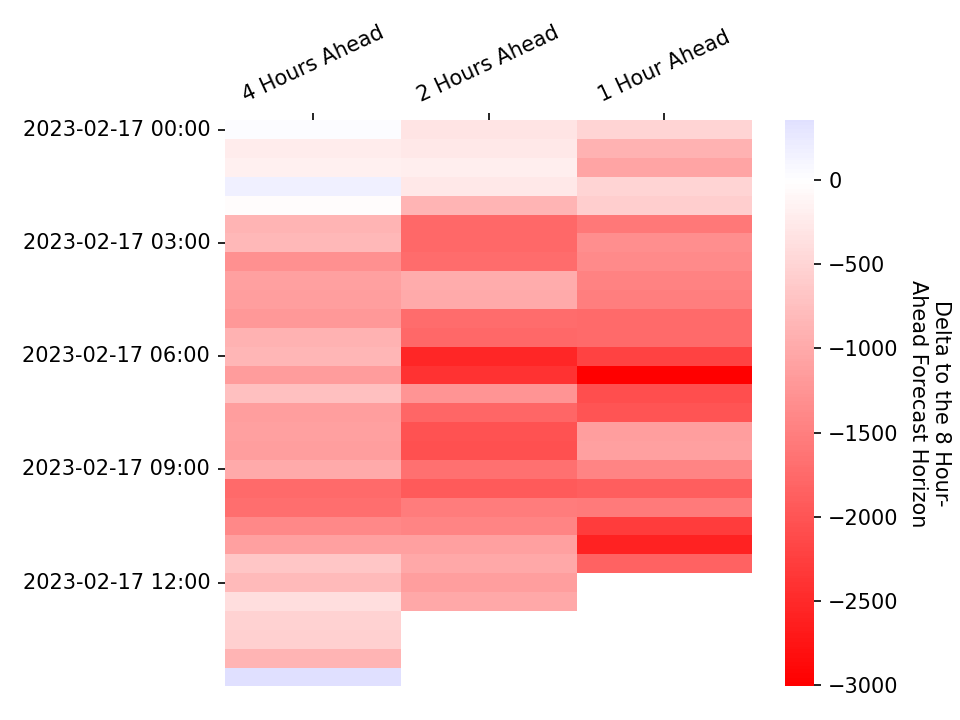 4 Hours Ahead
2 Hours Ahead
1 Hour Ahead
2023-02-17 00:00
2023-02-17 03:00
2023-02-17 06:00
2023-02-17 09:00
2023-02-17 12:00
0
−500
−1000
−1500
−2000
−2500
−3000
Delta to the 8 Hour-
Ahead Forecast Horizon